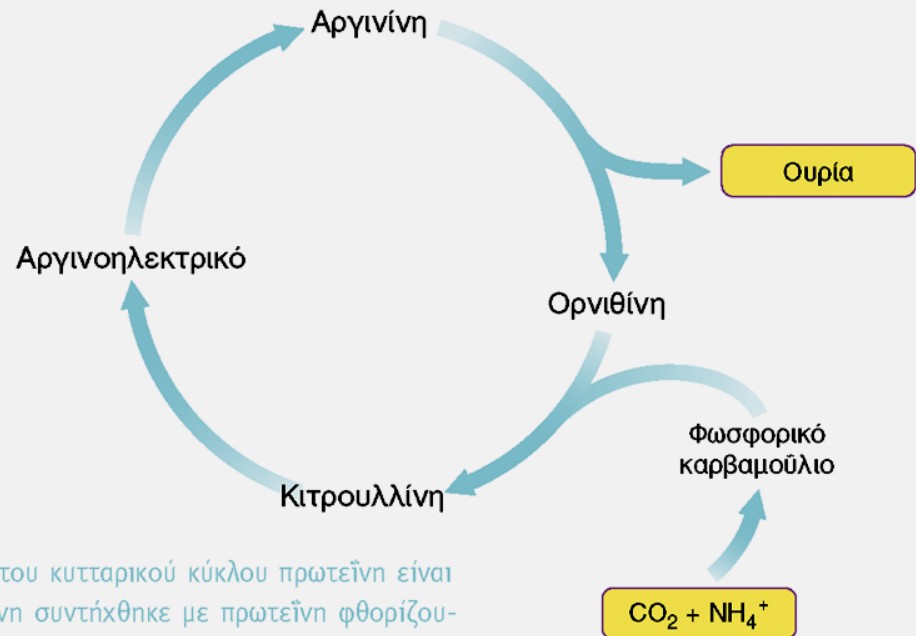 Αργινίνη
Ουρία
Αργινοηλεκτρικό
Ορνιθίνη
Φωσφορικό
καρβαμοῦλιο
Κιτρουλλίνη
του κυτταρικού κύκλου πρωτεΐνη είναι
νη συντήχθηκε με πρωτεΐνη φθορίζου-
CO₂ + NH₄⁺